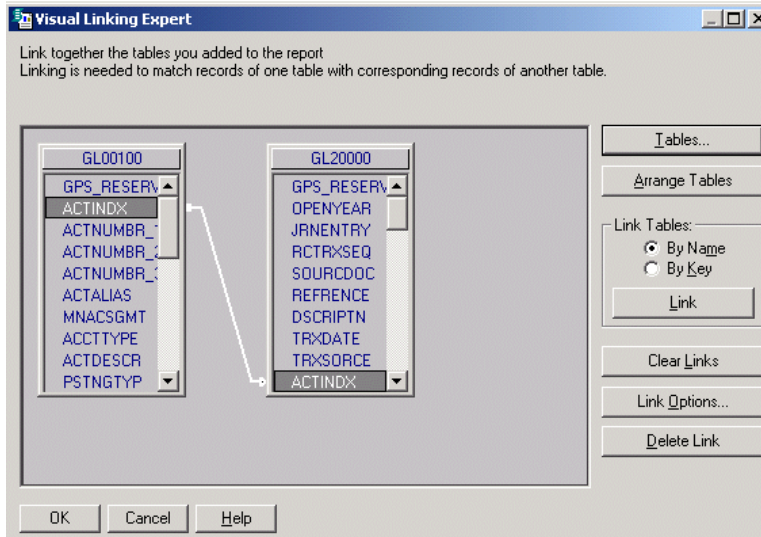 Visual Linking Expert
Link together the tables you added to the report
Linking is needed to match records of one table with corresponding records of another table.
GL00100
GPS_RESERV
ACTINDX
ACTNUMBR_1
ACTNUMBR_2
ACTNUMBR_3
ACTALIAS
MNACSGMT
ACCTTYPE
ACTDESCR
PSTNGTYP
GL20000
GPS_RESERV
OPENYEAR
JRNENTRY
RCTRXSEQ
SOURCDOC
REFRENCE
DSCRIPTN
TRXDATE
TRXSORCE
ACTINDX
Tables...
Arrange Tables
Link Tables:
By Name
By Key
Link
Clear Links
Link Options...
Delete Link
OK
Cancel
Help